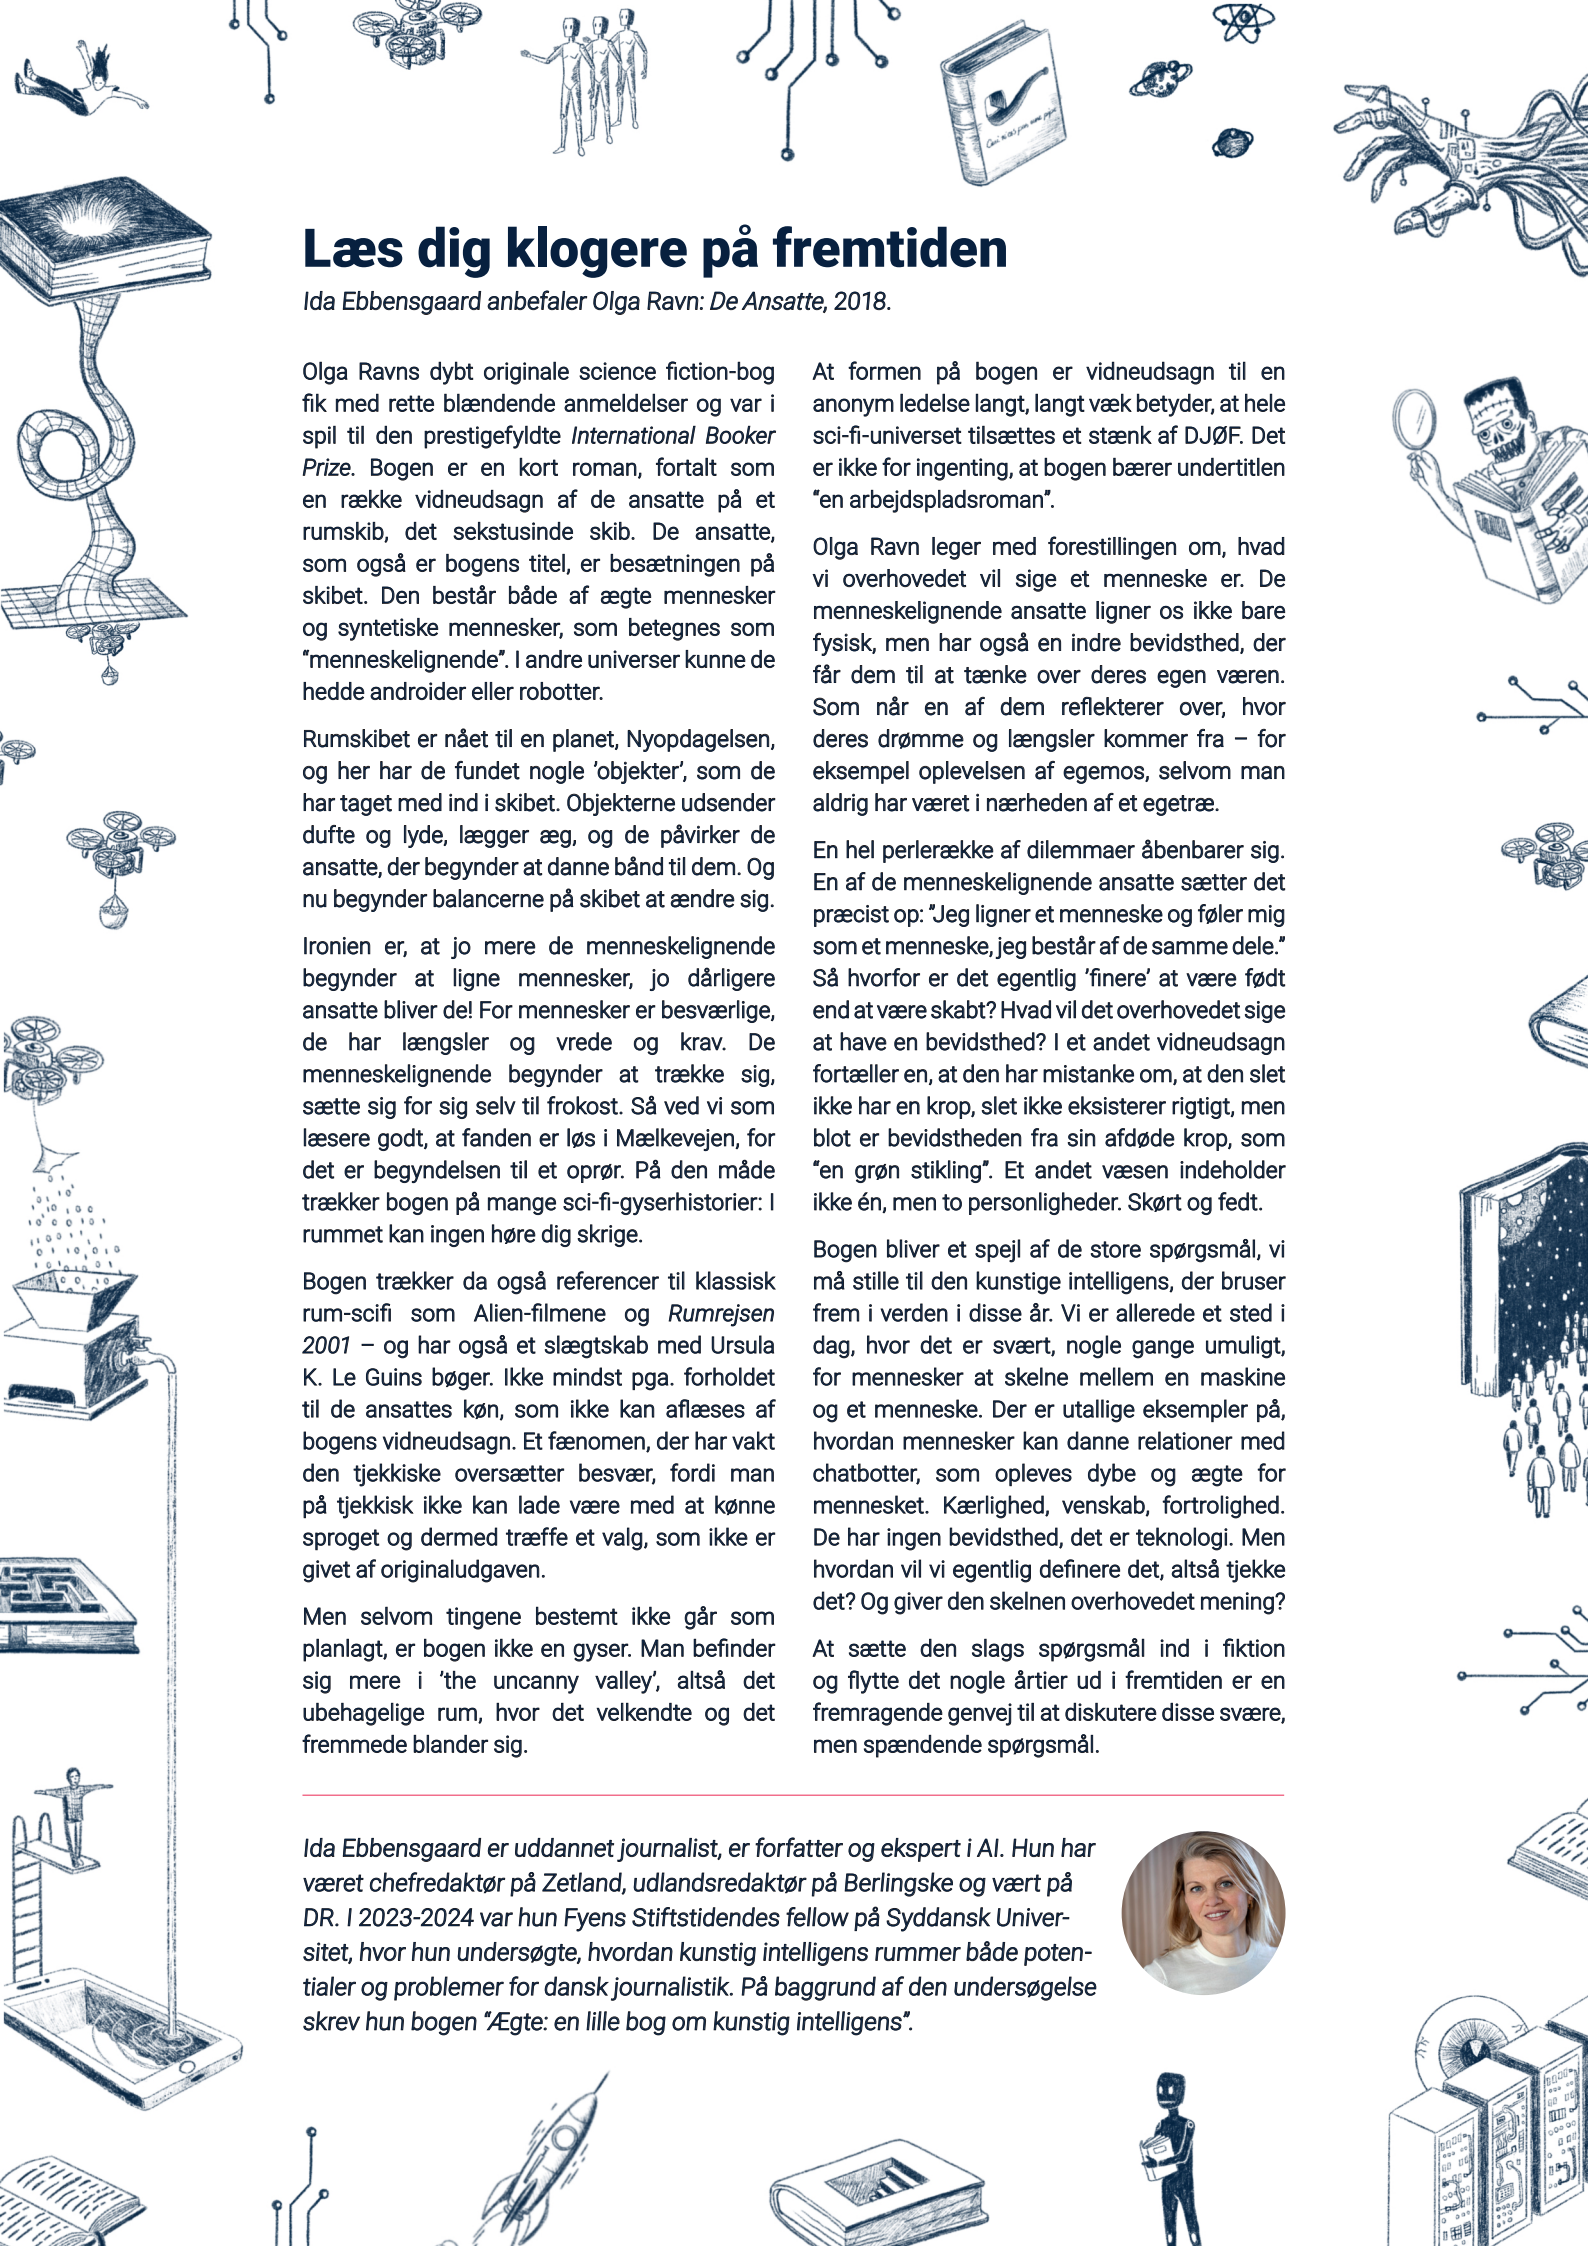 Læs dig klogere på fremtiden
Ida Ebbensgaard anbefaler Olga Ravn: De Ansatte, 2018.
Olga Ravns dybt originale science fiction-bog
fik med rette blændende anmeldelser og var i
spil til den prestigefyldte International Booker
Prize. Bogen er en kort roman, fortalt som
en række vidneudsagn af de ansatte på et
rumskib, det sekstusinde skib. De ansatte,
som også er bogens titel, er besætningen på
skibet. Den består både af ægte mennesker
og syntetiske mennesker, som betegnes som
“menneskelignende”. I andre universer kunne de
hedde androider eller robotter.
Rumskibet er nået til en planet, Nyopdagelsen,
og her har de fundet nogle ’objekter’, som de
har taget med ind i skibet. Objekterne udsender
dufte og lyde, lægger æg, og de påvirker de
ansatte, der begynder at danne bånd til dem. Og
nu begynder balancerne på skibet at ændre sig.
Ironien er, at jo mere de menneskelignende
begynder at ligne mennesker, jo dårligere
ansatte bliver de! For mennesker er besværlige,
de har længsler og vrede og krav. De
menneskelignende begynder at trække sig,
sætte sig for sig selv til frokost. Så ved vi som
læsere godt, at fanden er løs i Mælkevejen, for
det er begyndelsen til et oprør. På den måde
trækker bogen på mange sci-fi-gyserhistorier: I
rummet kan ingen høre dig skrige.
Bogen trækker da også referencer til klassisk
rum-scifi som Alien-filmene og Rumrejsen
2001 – og har også et slægtskab med Ursula
K. Le Guins bøger. Ikke mindst pga. forholdet
til de ansattes køn, som ikke kan aflæses af
bogens vidneudsagn. Et fænomen, der har vakt
den tjekkiske oversætter besvær, fordi man
på tjekkisk ikke kan lade være med at kønne
sproget og dermed træffe et valg, som ikke er
givet af originaludgaven.
Men selvom tingene bestemt ikke går som
planlagt, er bogen ikke en gyser. Man befinder
sig mere i ’the uncanny valley’, altså det
ubehagelige rum, hvor det velkendte og det
fremmede blander sig.
At formen på bogen er vidneudsagn til en
anonym ledelse langt, langt væk betyder, at hele
sci-fi-universet tilsættes et stænk af DJØF. Det
er ikke for ingenting, at bogen bærer undertitlen
“en arbejdspladsroman”.
Olga Ravn leger med forestillingen om, hvad
vi overhovedet vil sige et menneske er. De
menneskelignende ansatte ligner os ikke bare
fysisk, men har også en indre bevidsthed, der
får dem til at tænke over deres egen væren.
Som når en af dem reflekterer over, hvor
deres drømme og længsler kommer fra – for
eksempel oplevelsen af egemos, selvom man
aldrig har været i nærheden af et egetræ.
En hel perlerække af dilemmaer åbenbarer sig.
En af de menneskelignende ansatte sætter det
præcist op: ”Jeg ligner et menneske og føler mig
som et menneske, jeg består af de samme dele.”
Så hvorfor er det egentlig ’finere’ at være født
end at være skabt? Hvad vil det overhovedet sige
at have en bevidsthed? I et andet vidneudsagn
fortæller en, at den har mistanke om, at den slet
ikke har en krop, slet ikke eksisterer rigtigt, men
blot er bevidstheden fra sin afdøde krop, som
“en grøn stikling”. Et andet væsen indeholder
ikke én, men to personligheder. Skørt og fedt.
Bogen bliver et spejl af de store spørgsmål, vi
må stille til den kunstige intelligens, der bruser
frem i verden i disse år. Vi er allerede et sted i
dag, hvor det er svært, nogle gange umuligt,
for mennesker at skelne mellem en maskine
og et menneske. Der er utallige eksempler på,
hvordan mennesker kan danne relationer med
chatbotter, som opleves dybe og ægte for
mennesket. Kærlighed, venskab, fortrolighed.
De har ingen bevidsthed, det er teknologi. Men
hvordan vil vi egentlig definere det, altså tjekke
det? Og giver den skelnen overhovedet mening?
At sætte den slags spørgsmål ind i fiktion
og flytte det nogle årtier ud i fremtiden er en
fremragende genvej til at diskutere disse svære,
men spændende spørgsmål.
Ida Ebbensgaard er uddannet journalist, er forfatter og ekspert i AI. Hun har
været chefredaktør på Zetland, udlandsredaktør på Berlingske og vært på
DR. I 2023-2024 var hun Fyens Stiftstidendes fellow på Syddansk Univer-
sitet, hvor hun undersøgte, hvordan kunstig intelligens rummer både poten-
tialer og problemer for dansk journalistik. På baggrund af den undersøgelse
skrev hun bogen “Ægte: en lille bog om kunstig intelligens”.